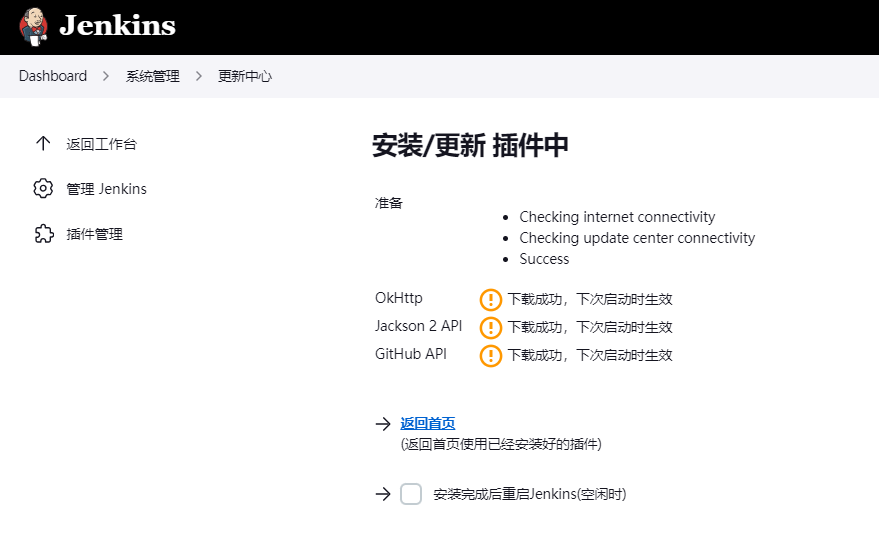 Jenkins
Dashboard > 系统管理 > 更新中心
返回工作台
管理 Jenkins
插件管理
安装/更新 插件中
准备
• Checking internet connectivity
• Checking update center connectivity
• Success
OkHttp 下载成功，下次启动时生效
Jackson 2 API 下载成功，下次启动时生效
GitHub API 下载成功，下次启动时生效
→ 返回首页
(返回首页使用已经安装好的插件)
→ 安装完成后重启Jenkins(空闲时)